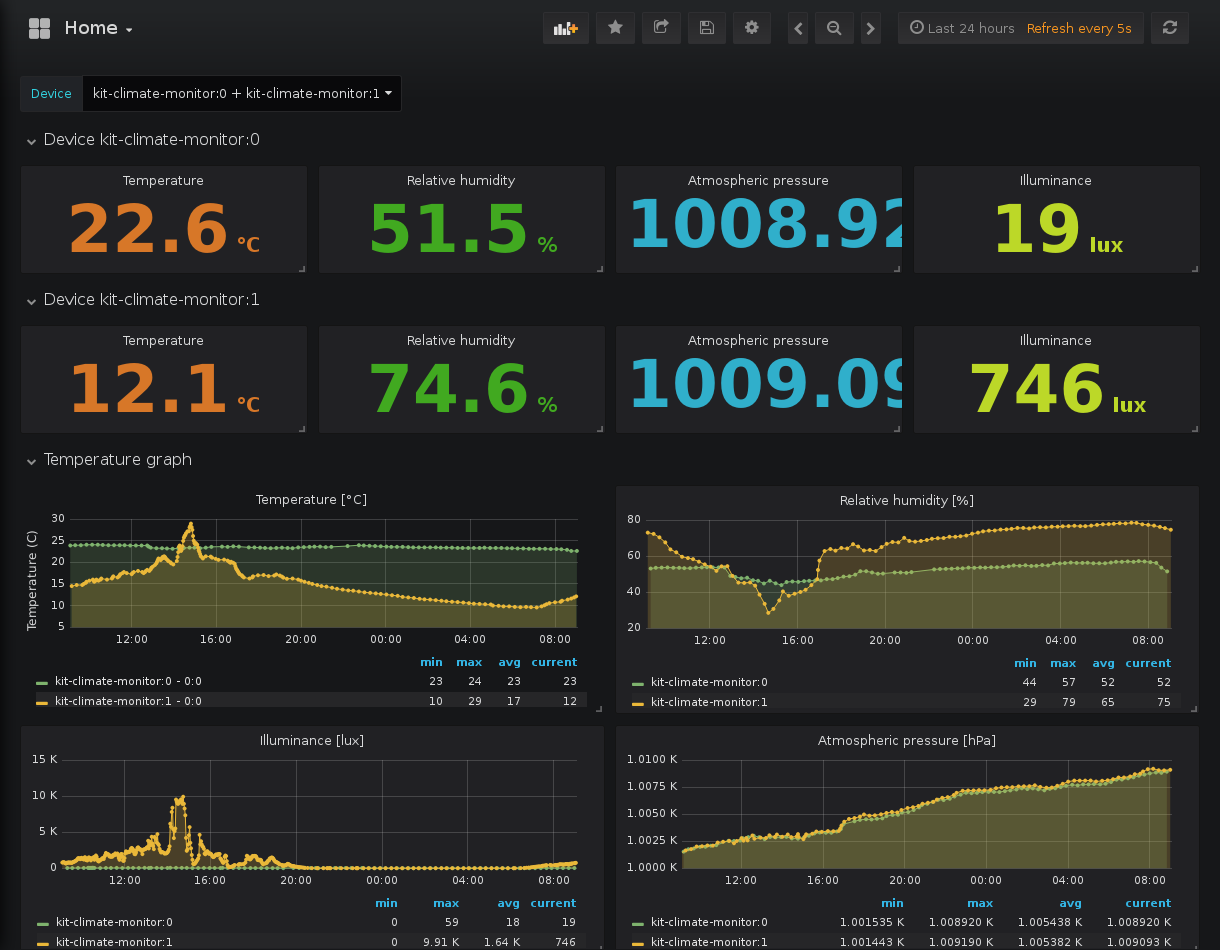 Home
Last 24 hours Refresh every 5s
Device kit-climate-monitor:0 + kit-climate-monitor:1
Device kit-climate-monitor:0
Temperature Relative humidity Atmospheric pressure Illuminance
22.6 °C 51.5 % 1008.92 19 lux
Device kit-climate-monitor:1
Temperature Relative humidity Atmospheric pressure Illuminance
12.1 °C 74.6 % 1009.09 746 lux
Temperature graph
Temperature [°C]
Temperature (C)
30
25
20
15
10
5
12:00 16:00 20:00 00:00 04:00 08:00
min max avg current
kit-climate-monitor:0 - 0:0 23 24 23 23
kit-climate-monitor:1 - 0:0 10 29 17 12
Relative humidity [%]
80
60
40
20
12:00 16:00 20:00 00:00 04:00 08:00
min max avg current
kit-climate-monitor:0 44 57 52 52
kit-climate-monitor:1 29 79 65 75
Illuminance [lux]
15 K
10 K
5 K
0
12:00 16:00 20:00 00:00 04:00 08:00
min max avg current
kit-climate-monitor:0 0 59 18 19
kit-climate-monitor:1 0 9.91 K 1.64 K 746
Atmospheric pressure [hPa]
1.0100 K
1.0075 K
1.0050 K
1.0025 K
1.0000 K
12:00 16:00 20:00 00:00 04:00 08:00
min max avg current
kit-climate-monitor:0 1.001535 K 1.008920 K 1.005438 K 1.008920 K
kit-climate-monitor:1 1.001443 K 1.009190 K 1.005382 K 1.009093 K